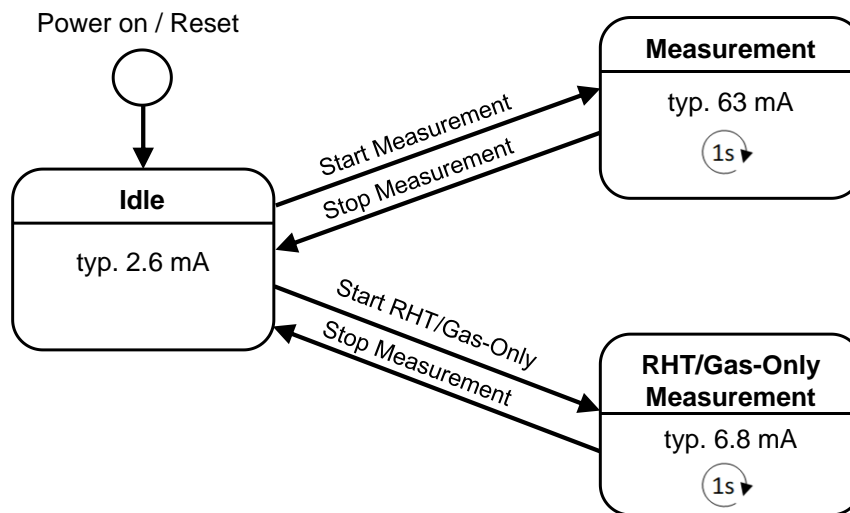 Power on / Reset
Measurement
typ. 63 mA
1s
Start Measurement
Stop Measurement
Idle
typ. 2.6 mA
Start RHT/Gas-Only
Stop Measurement
RHT/Gas-Only
Measurement
typ. 6.8 mA
1s